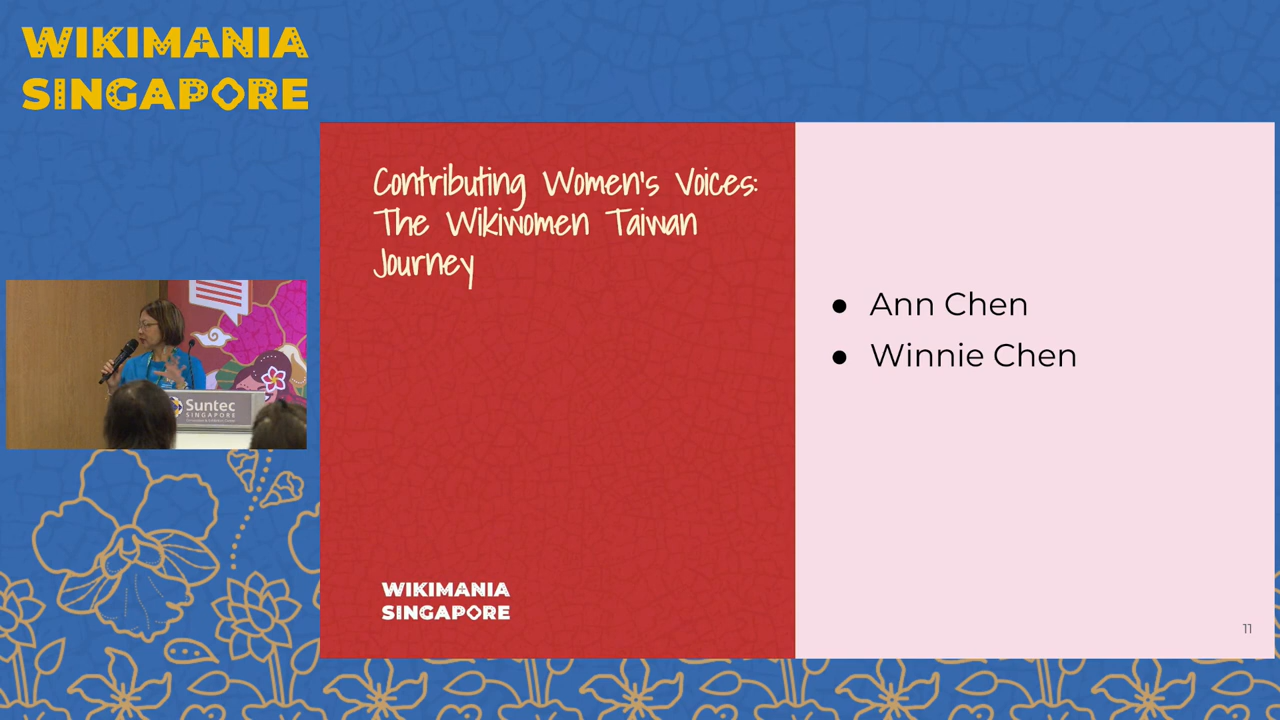 WIKIMANIA
SINGAPORE
Contributing Women's Voices:
The Wikiwomen Taiwan
Journey
● Ann Chen
● Winnie Chen
Suntec
SINGAPORE
WIKIMANIA
SINGAPORE
11